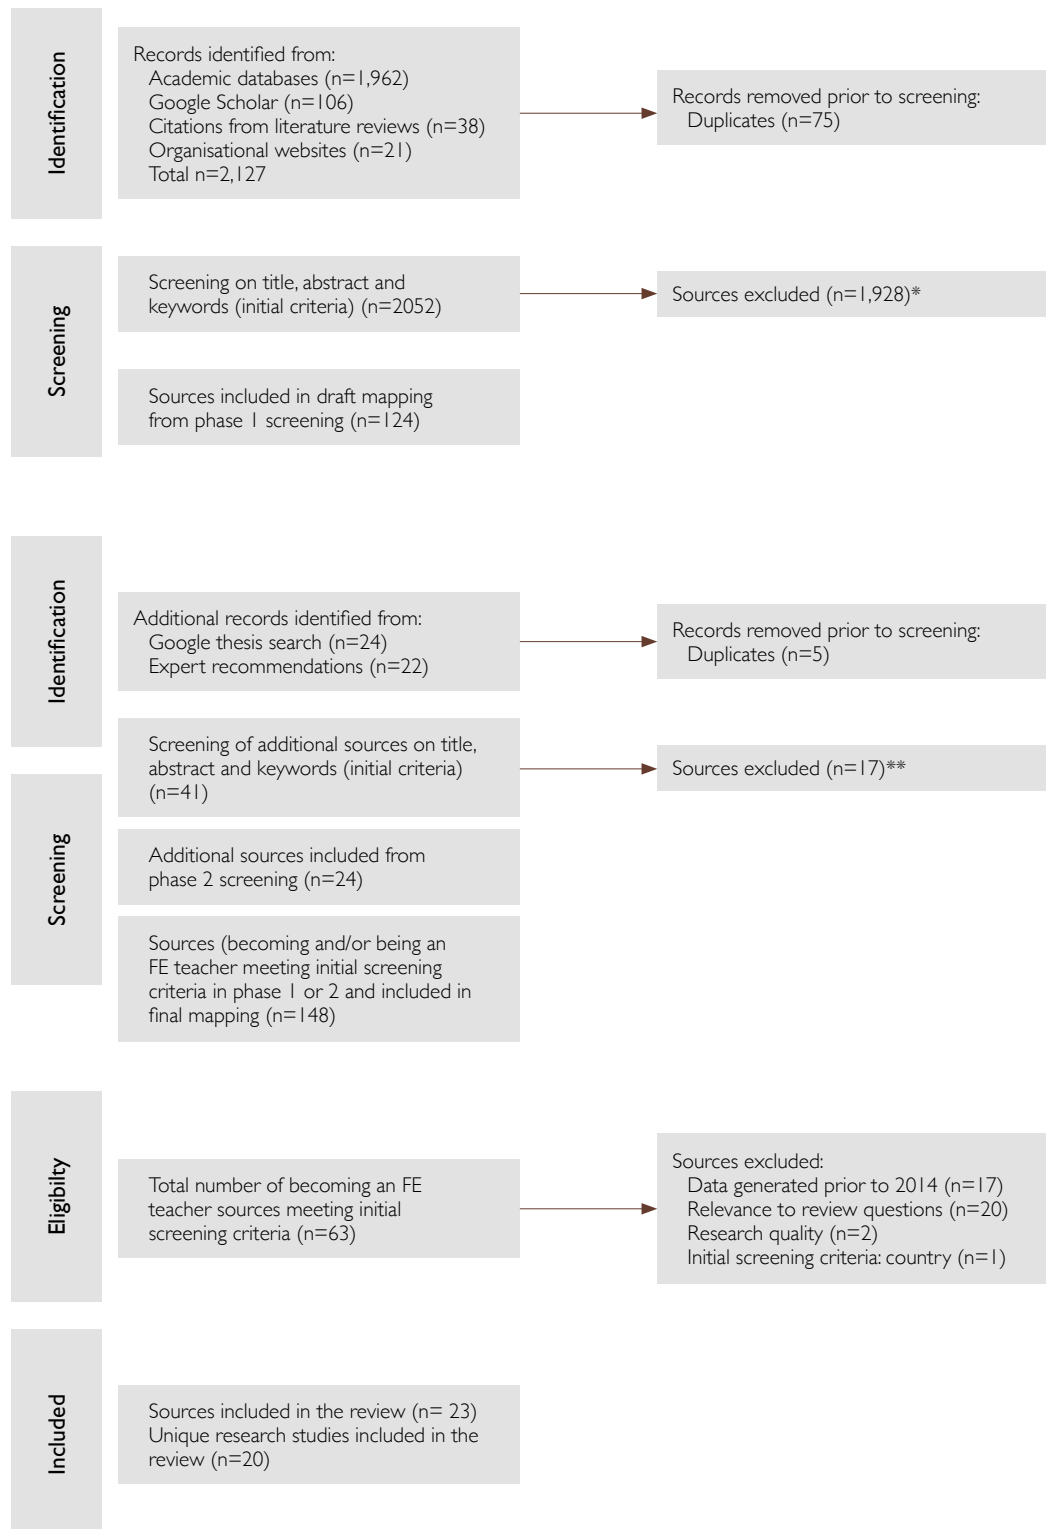 Identification
Records identified from:
Academic databases (n=1,962)
Google Scholar (n=106)
Citations from literature reviews (n=38)
Organisational websites (n=21)
Total n=2,127
Records removed prior to screening:
Duplicates (n=75)
Screening
Screening on title, abstract and
keywords (initial criteria) (n=2052)
Sources excluded (n=1,928)*
Sources included in draft mapping
from phase 1 screening (n=124)
Identification
Additional records identified from:
Google thesis search (n=24)
Expert recommendations (n=22)
Records removed prior to screening:
Duplicates (n=5)
Screening of additional sources on title,
abstract and keywords (initial criteria)
(n=41)
Sources excluded (n=17)**
Screening
Additional sources included from
phase 2 screening (n=24)
Sources (becoming and/or being an
FE teacher meeting initial screening
criteria in phase 1 or 2 and included in
final mapping (n=148)
Eligibilty
Total number of becoming an FE
teacher sources meeting initial
screening criteria (n=63)
Sources excluded:
Data generated prior to 2014 (n=17)
Relevance to review questions (n=20)
Research quality (n=2)
Initial screening criteria: country (n=1)
Included
Sources included in the review (n= 23)
Unique research studies included in the
review (n=20)